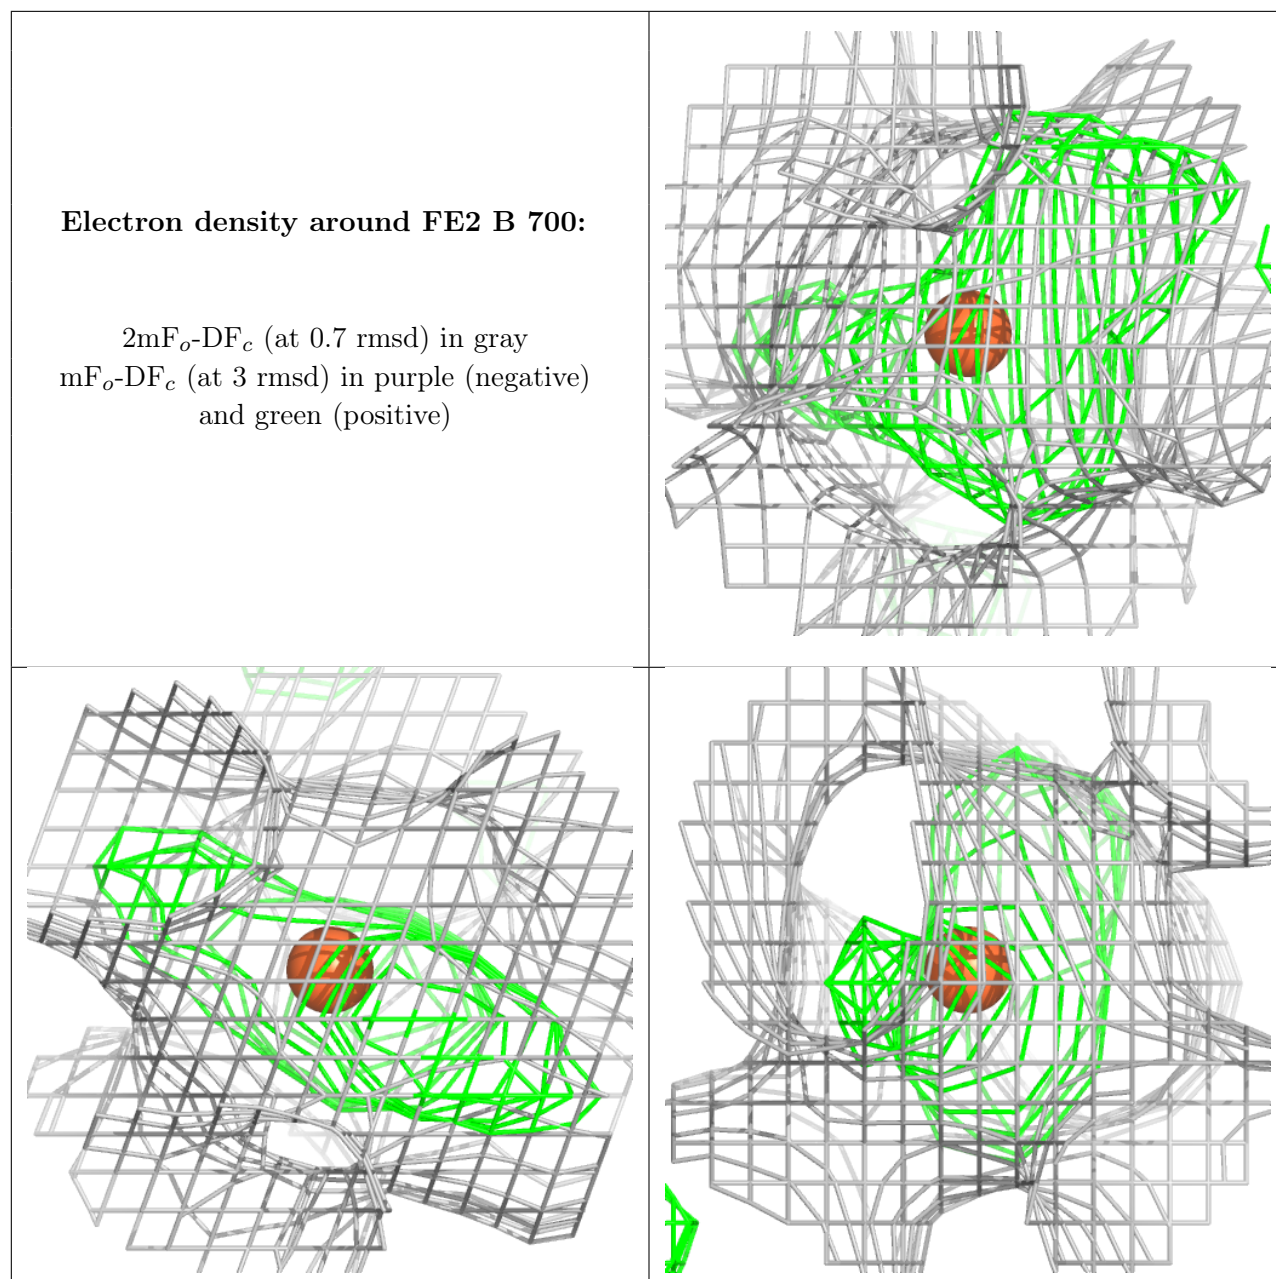 Electron density around FE2 B 700:
2mFo-DFc (at 0.7 rmsd) in gray
mFo-DFc (at 3 rmsd) in purple (negative)
and green (positive)